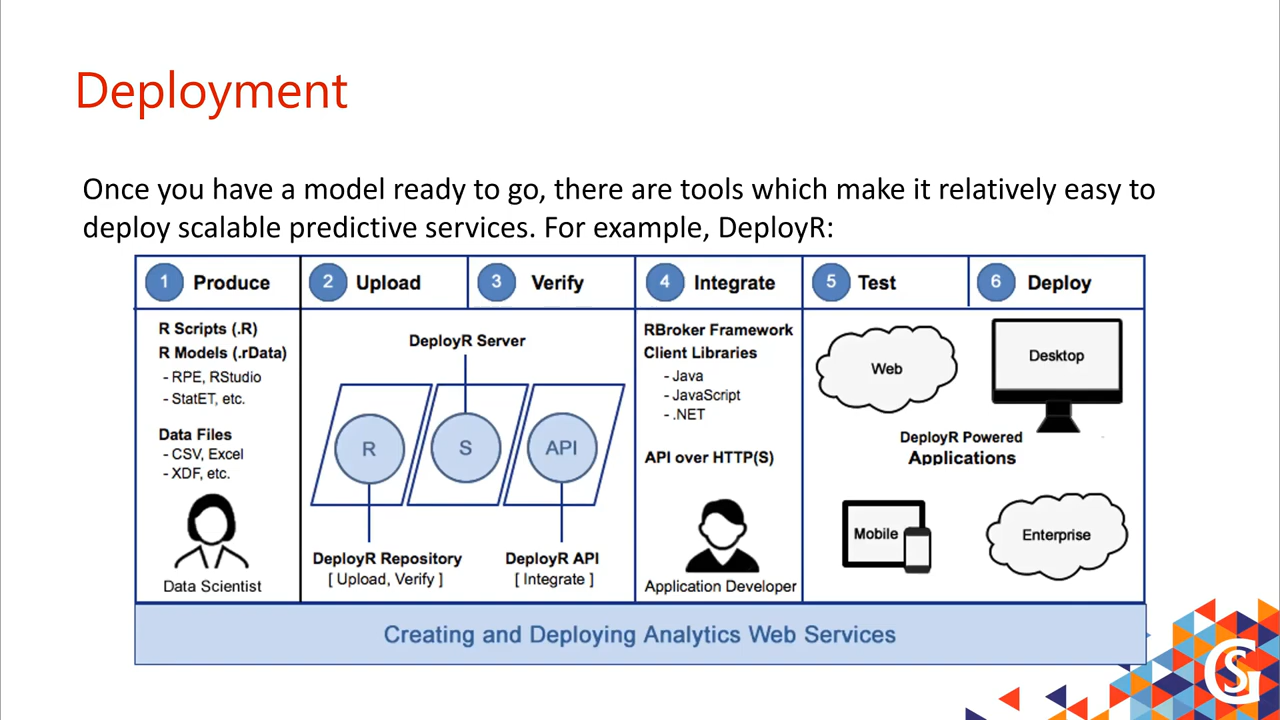 Deployment
Once you have a model ready to go, there are tools which make it relatively easy to
deploy scalable predictive services. For example, DeployR:
1 Produce
2 Upload
3 Verify
4 Integrate
5 Test
6 Deploy
R Scripts (.R)
R Models (.rData)
- RPE, RStudio
- StatET, etc.
Data Files
- CSV, Excel
- XDF, etc.
Data Scientist
DeployR Server
R
S
API
DeployR Repository
[ Upload, Verify ]
DeployR API
[ Integrate ]
RBroker Framework
Client Libraries
- Java
- JavaScript
- .NET
API over HTTP(S)
Application Developer
Web
Desktop
DeployR Powered
Applications
Mobile
Enterprise
Creating and Deploying Analytics Web Services